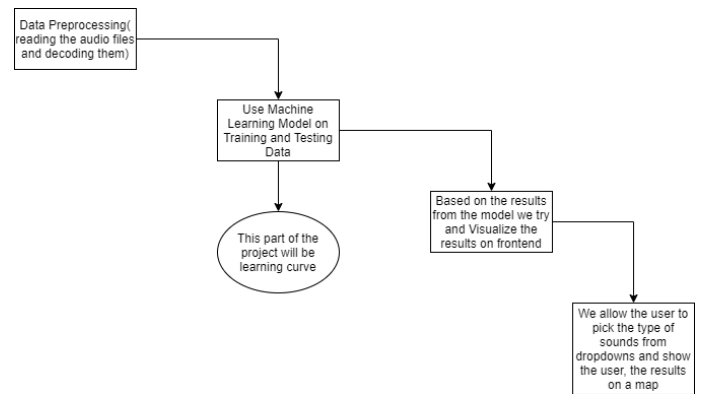 Data Preprocessing(
reading the audio files
and decoding them)
Use Machine
Learning Model on
Training and Testing
Data
This part of the
project will be
learning curve
Based on the results
from the model we try
and Visualize the
results on frontend
We allow the user to
pick the type of
sounds from
dropdowns and show
the user, the results
on a map